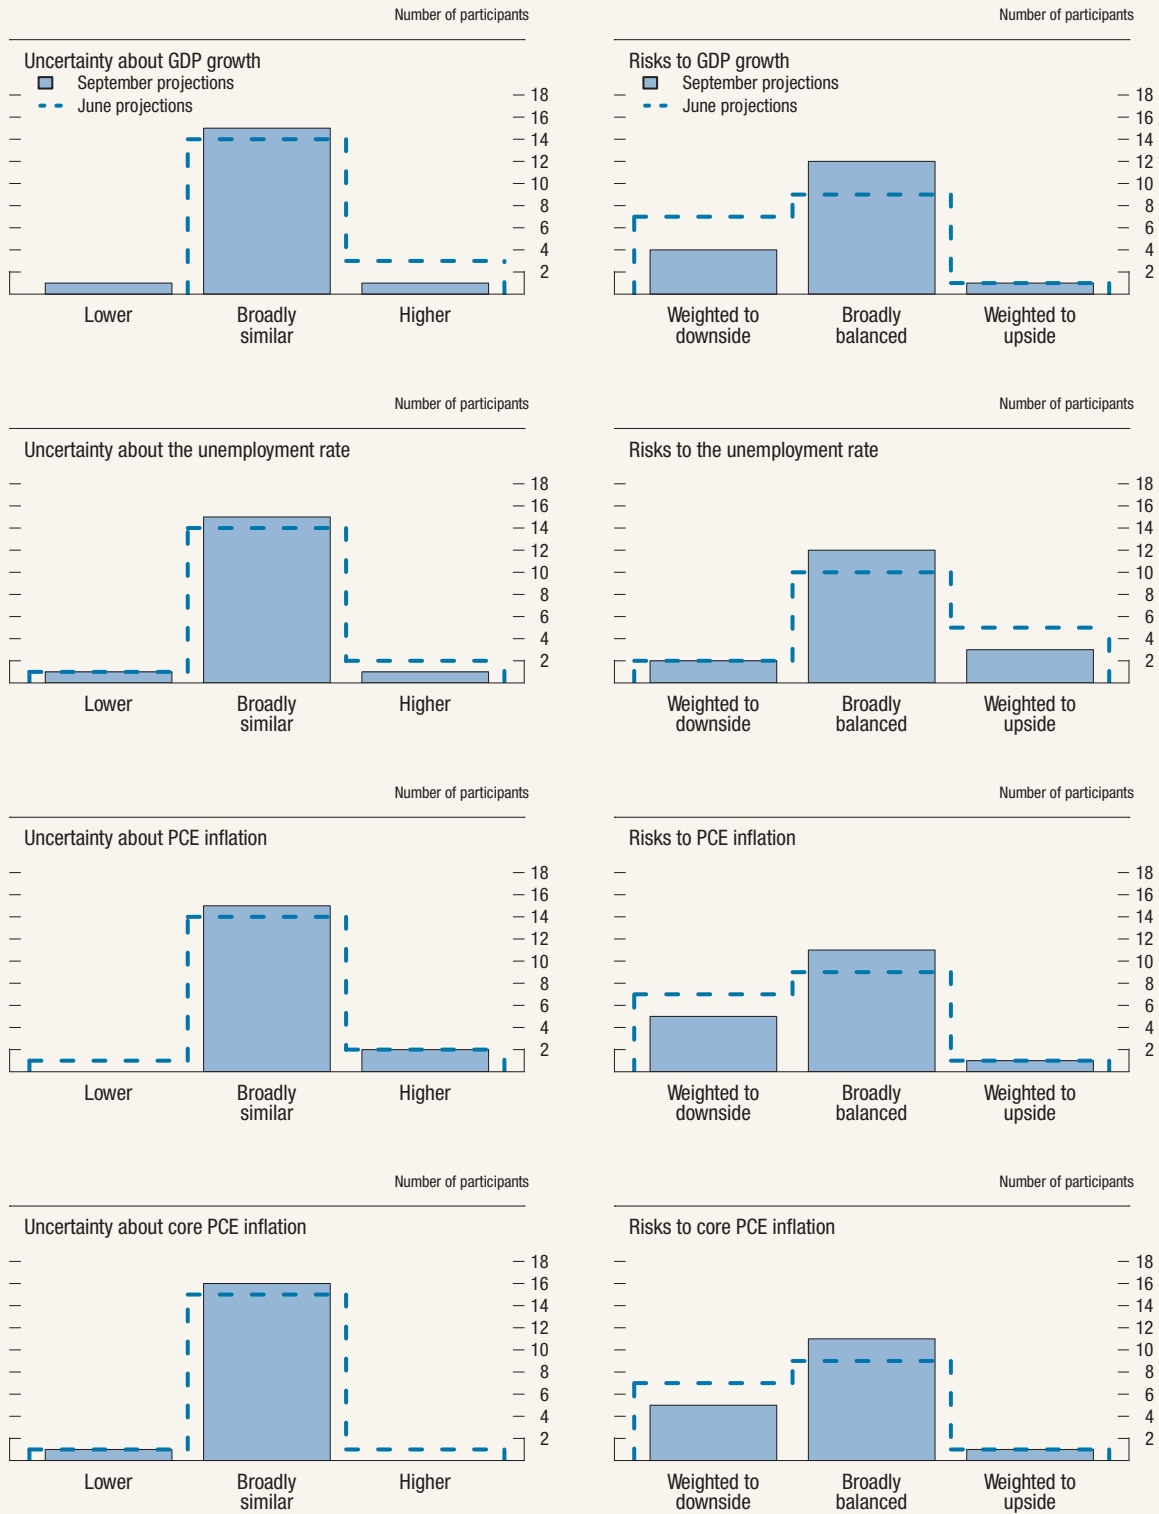 Number of participants
Uncertainty about GDP growth
September projections
June projections
18
16
14
12
10
8
6
4
2
Lower
Broadly
similar
Higher
Number of participants
Risks to GDP growth
September projections
June projections
18
16
14
12
10
8
6
4
2
Weighted to
downside
Broadly
balanced
Weighted to
upside
Number of participants
Uncertainty about the unemployment rate
18
16
14
12
10
8
6
4
2
Lower
Broadly
similar
Higher
Number of participants
Risks to the unemployment rate
18
16
14
12
10
8
6
4
2
Weighted to
downside
Broadly
balanced
Weighted to
upside
Number of participants
Uncertainty about PCE inflation
18
16
14
12
10
8
6
4
2
Lower
Broadly
similar
Higher
Number of participants
Risks to PCE inflation
18
16
14
12
10
8
6
4
2
Weighted to
downside
Broadly
balanced
Weighted to
upside
Number of participants
Uncertainty about core PCE inflation
18
16
14
12
10
8
6
4
2
Lower
Broadly
similar
Higher
Number of participants
Risks to core PCE inflation
18
16
14
12
10
8
6
4
2
Weighted to
downside
Broadly
balanced
Weighted to
upside